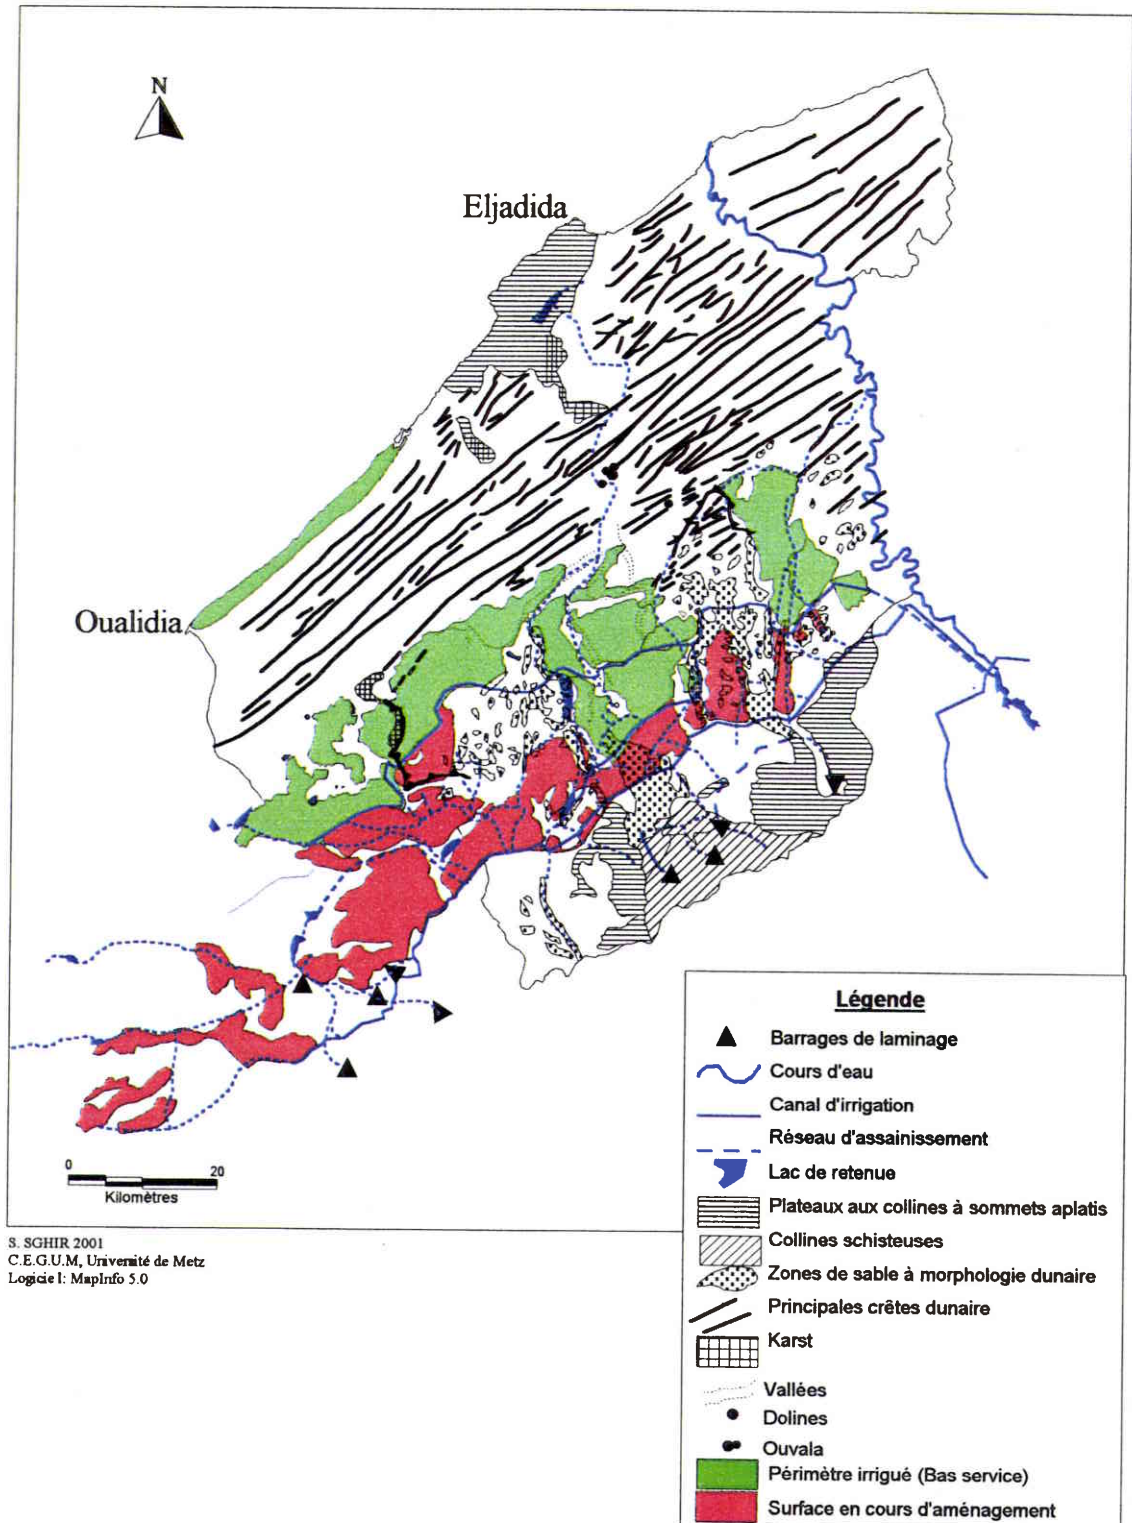 N
Eljadida
Oualidia
0 20
Kilomètres
S. SGHIR 2001
C.E.G.U.M, Université de Metz
Logiciel: MapInfo 5.0
Légende
Barrages de laminage
Cours d'eau
Canal d'irrigation
Réseau d'assainissement
Lac de retenue
Plateaux aux collines à sommets aplatis
Collines schisteuses
Zones de sable à morphologie dunaire
Principales crêtes dunaire
Karst
Vallées
Dolines
Ouvala
Périmètre irrigué (Bas service)
Surface en cours d'aménagement